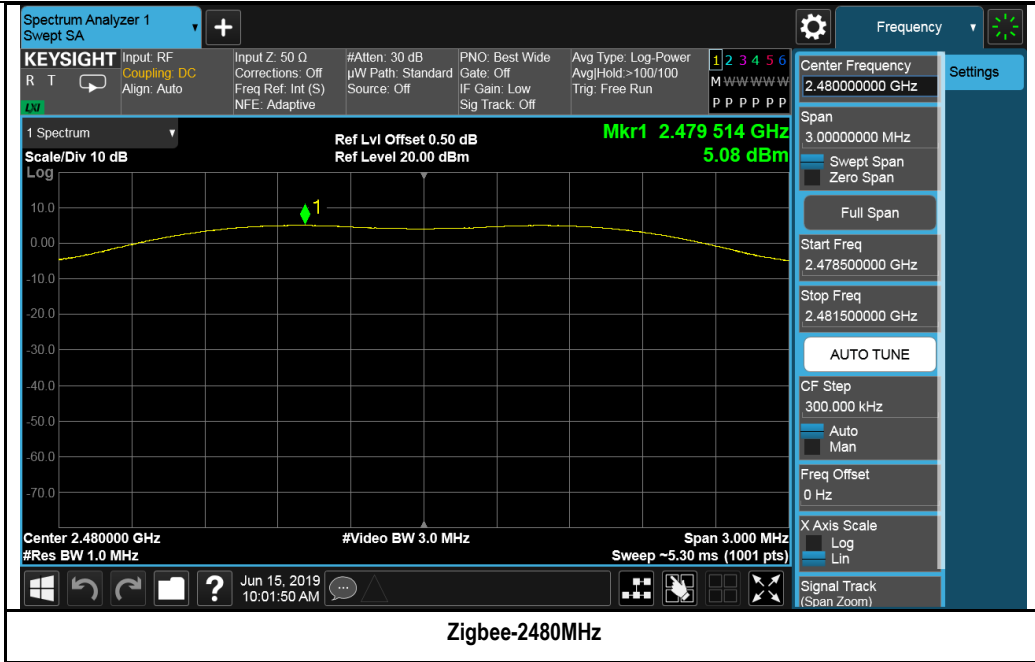 Spectrum Analyzer 1
Swept SA
+
Frequency
KEYSIGHT
R T
LXI
Input: RF
Coupling: DC
Align: Auto
Input Z: 50 Ω
Corrections: Off
Freq Ref: Int (S)
NFE: Adaptive
#Atten: 30 dB
µW Path: Standard
Source: Off
PNO: Best Wide
Gate: Off
IF Gain: Low
Sig Track: Off
Avg Type: Log-Power
Avg|Hold:>100/100
Trig: Free Run
1 2 3 4 5 6
M W W W W W
P P P P P P
1 Spectrum
Scale/Div 10 dB
Log
Ref Lvl Offset 0.50 dB
Ref Level 20.00 dBm
Mkr1 2.479 514 GHz
5.08 dBm
1
10.0
0.00
-10.0
-20.0
-30.0
-40.0
-50.0
-60.0
-70.0
Center 2.480000 GHz
#Res BW 1.0 MHz
#Video BW 3.0 MHz
Span 3.000 MHz
Sweep ~5.30 ms (1001 pts)
?
Jun 15, 2019
10:01:50 AM
Center Frequency
2.480000000 GHz
Settings
Span
3.00000000 MHz
Swept Span
Zero Span
Full Span
Start Freq
2.478500000 GHz
Stop Freq
2.481500000 GHz
AUTO TUNE
CF Step
300.000 kHz
Auto
Man
Freq Offset
0 Hz
X Axis Scale
Log
Lin
Signal Track
(Span Zoom)
Zigbee-2480MHz